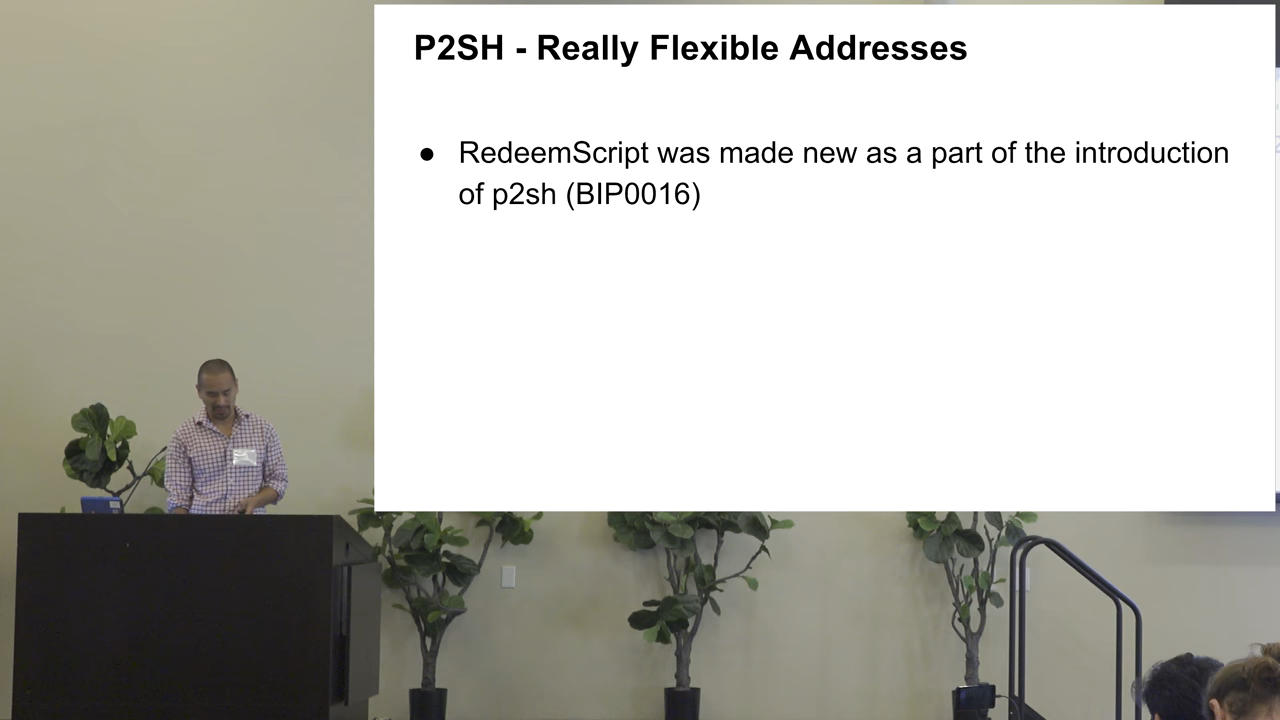 P2SH - Really Flexible Addresses
● RedeemScript was made new as a part of the introduction
of p2sh (BIP0016)